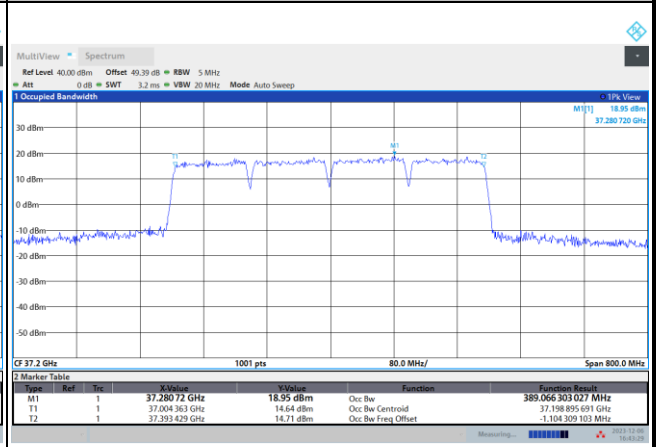 MultiView Spectrum
Ref Level 40.00 dBm Offset 49.39 dB RBW 5 MHz
Att 0 dB SWT 3.2 ms VBW 20 MHz Mode Auto Sweep
1 Occupied Bandwidth 1Pk View
M1[1] 18.95 dBm
37.280 720 GHz
30 dBm
M1
20 dBm
T1 T2
10 dBm
0 dBm
-10 dBm
-20 dBm
-30 dBm
-40 dBm
-50 dBm
CF 37.2 GHz 1001 pts 80.0 MHz/ Span 800.0 MHz
2 Marker Table
Type Ref Trc X-Value Y-Value Function Function Result
M1 1 37.280 72 GHz 18.95 dBm Occ Bw 389.066 303 027 MHz
T1 1 37.004 363 GHz 14.64 dBm Occ Bw Centroid 37.198 895 691 GHz
T2 1 37.393 429 GHz 14.71 dBm Occ Bw Freq Offset -1.104 309 103 MHz
Measuring... 2023-12-06
16:43:29